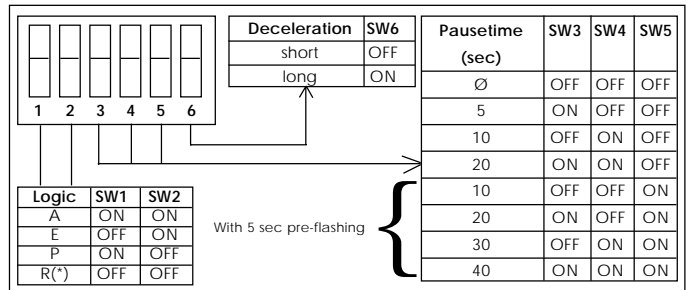 1 2 3 4 5 6
Deceleration SW6
short OFF
long ON
Logic SW1 SW2
A ON ON
E OFF ON
P ON OFF
R(*) OFF OFF
With 5 sec pre-flashing
Pausetime (sec) SW3 SW4 SW5
Ø OFF OFF OFF
5 ON OFF OFF
10 OFF ON OFF
20 ON ON OFF
10 OFF OFF ON
20 ON OFF ON
30 OFF ON ON
40 ON ON ON